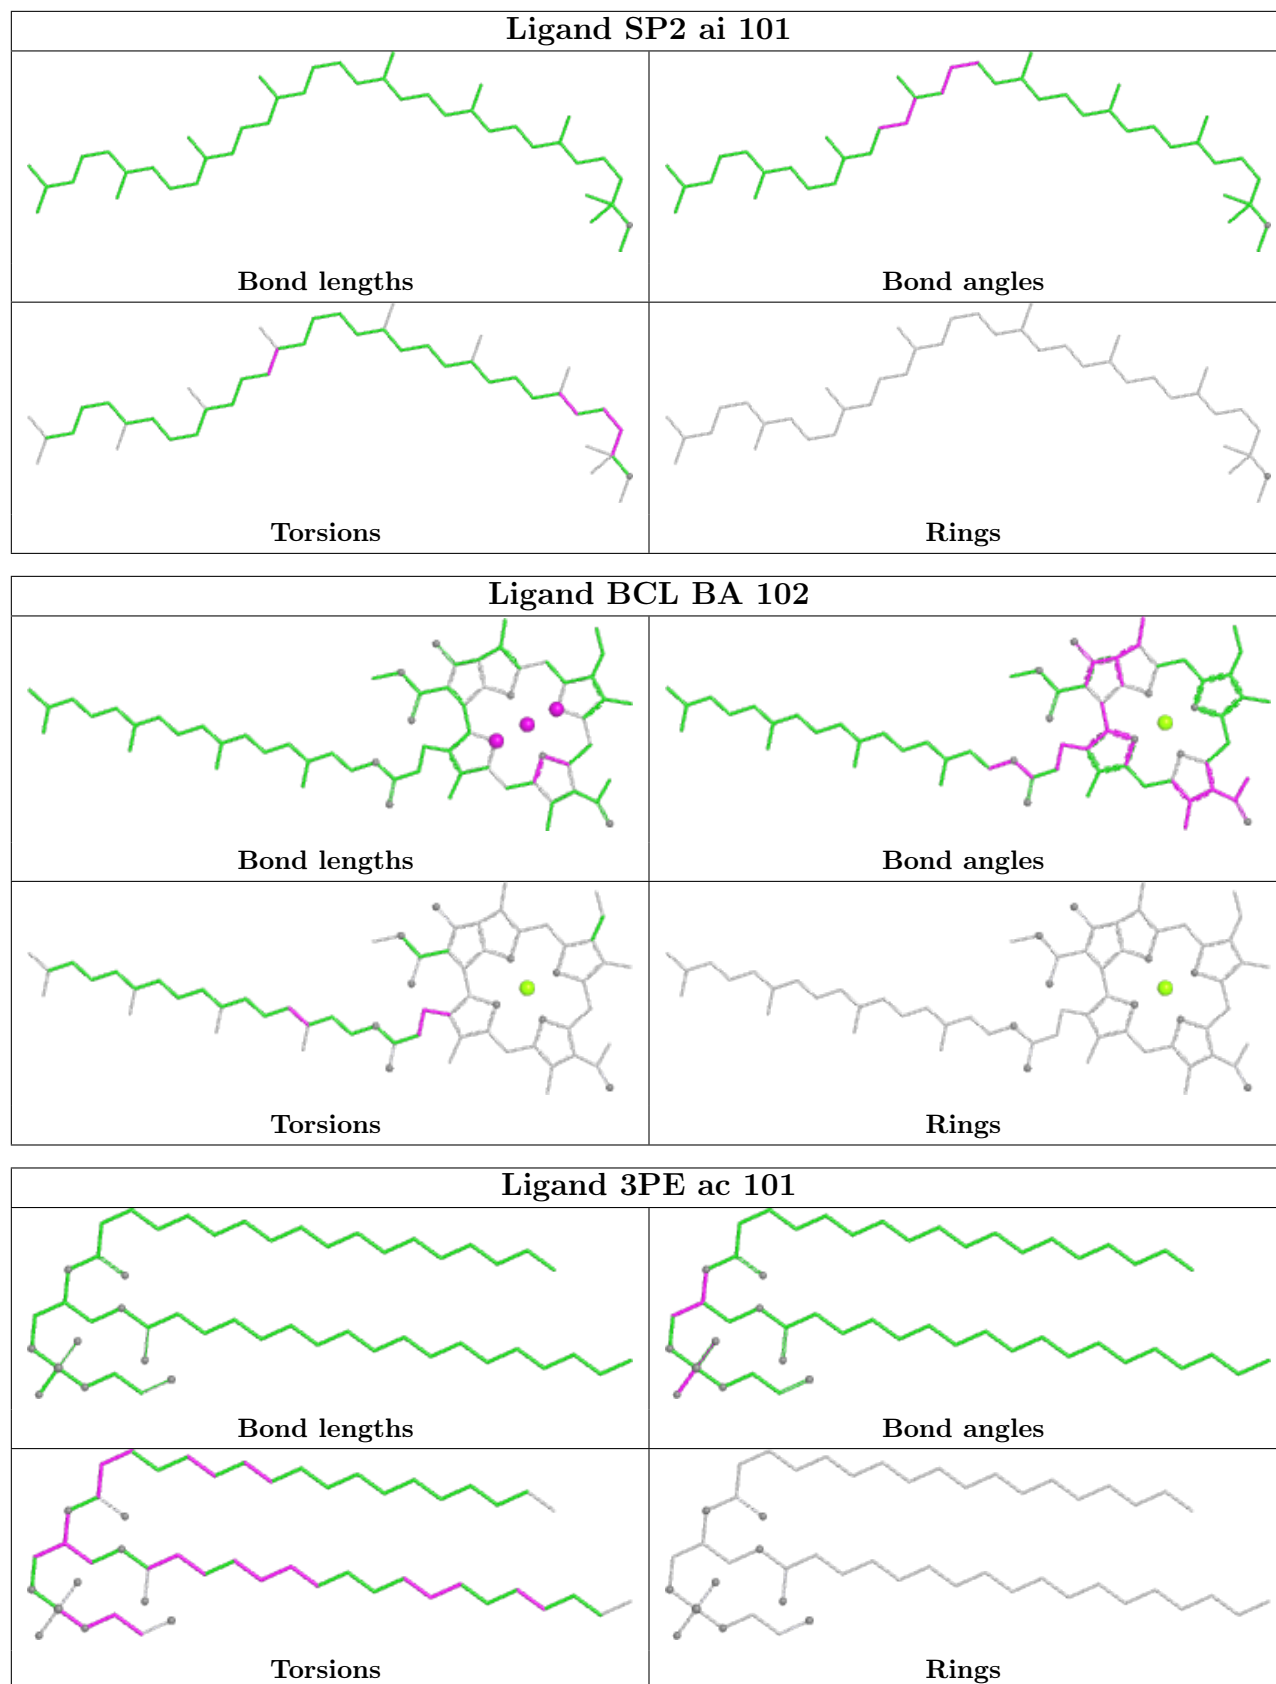 Ligand SP2 ai 101
Bond lengths
Bond angles
Torsions
Rings
Ligand BCL BA 102
Bond lengths
Bond angles
Torsions
Rings
Ligand 3PE ac 101
Bond lengths
Bond angles
Torsions
Rings